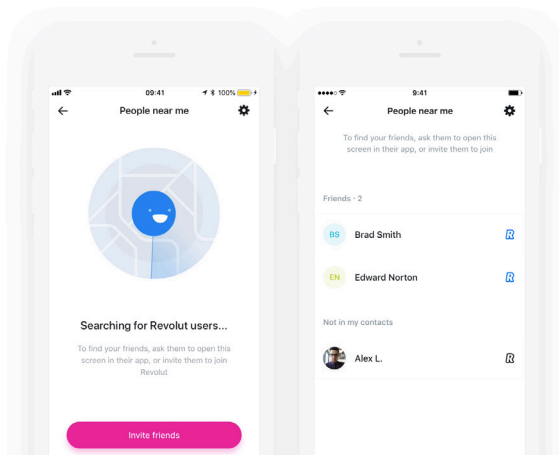 09:41
100%
People near me
Searching for Revolut users...
To find your friends, ask them to open this
screen in their app, or invite them to join
Revolut
Invite friends
9:41
People near me
To find your friends, ask them to open this
screen in their app, or invite them to join
Friends · 2
BS Brad Smith
EN Edward Norton
Not in my contacts
Alex L.